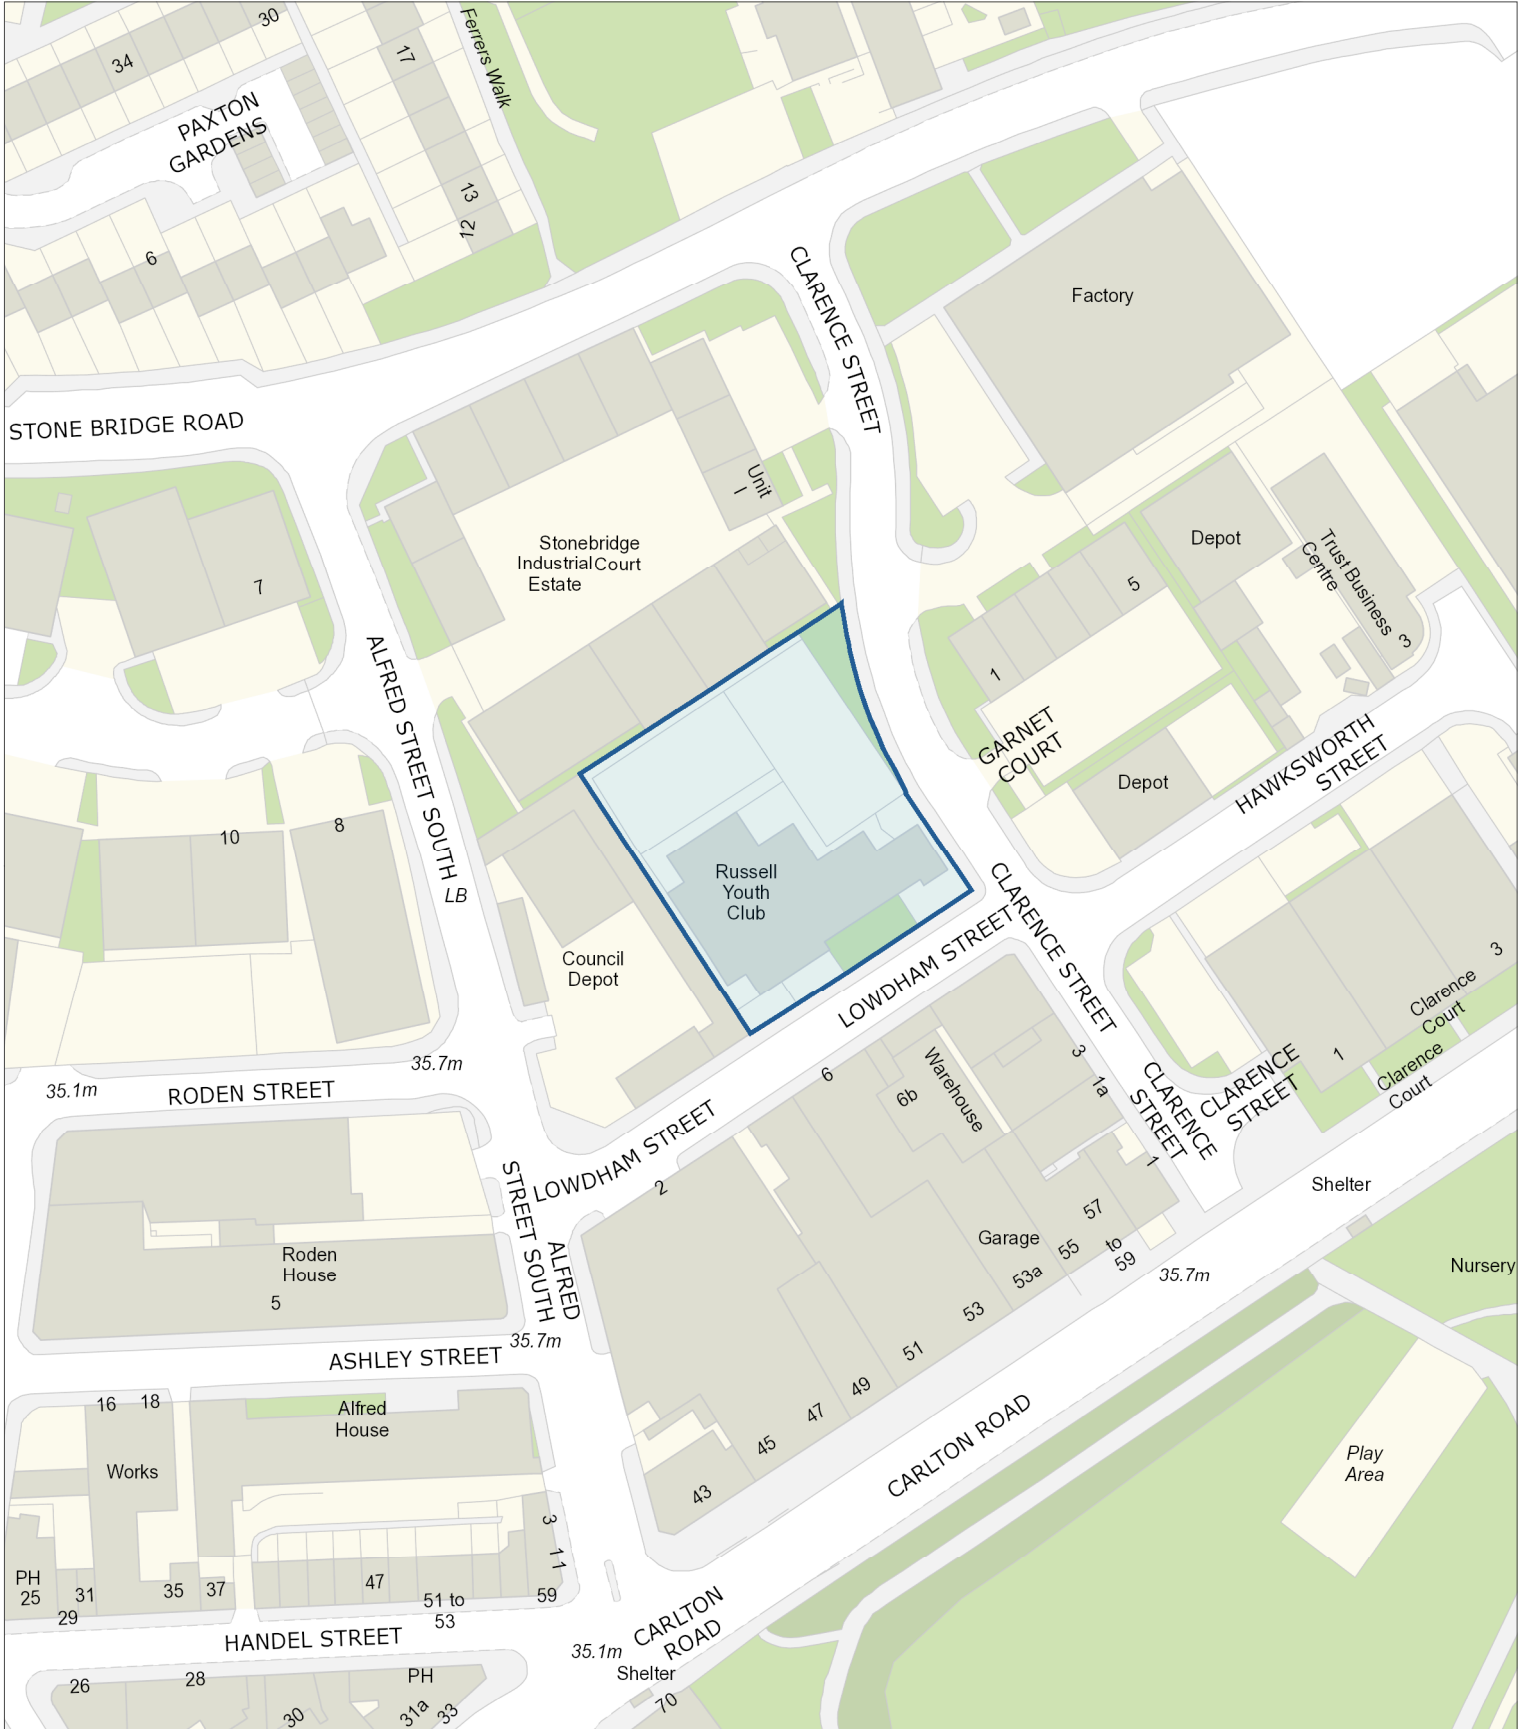 30
34
17
Ferrers Walk
PAXTON
GARDENS
13
12
6
CLARENCE STREET
Factory
STONE BRIDGE ROAD
Unit
1
Stonebridge
Industrial Court
Estate
7
Depot
Trust Business
Centre
3
5
1
ALFRED STREET SOUTH
GARNET
COURT
HAWKSWORTH
STREET
Depot
10
8
LB
Russell
Youth
Club
Council
Depot
CLARENCE STREET
LOWDHAM STREET
3
Clarence
Court
1
Clarence
Court
35.7m
35.1m
RODEN STREET
6
6b
Warehouse
3
1a
1
CLARENCE
STREET
CLARENCE
STREET
LOWDHAM STREET
2
Shelter
ALFRED
STREET SOUTH
Roden
House
5
Garage
57
55
to
59
53a
53
51
49
47
45
43
35.7m
Nursery
35.7m
ASHLEY STREET
16
18
Alfred
House
Works
CARLTON ROAD
Play
Area
3
11
PH
25
29
31
35
37
47
51 to
53
59
HANDEL STREET
CARLTON
ROAD
35.1m
Shelter
70
26
28
30
PH
31a
33